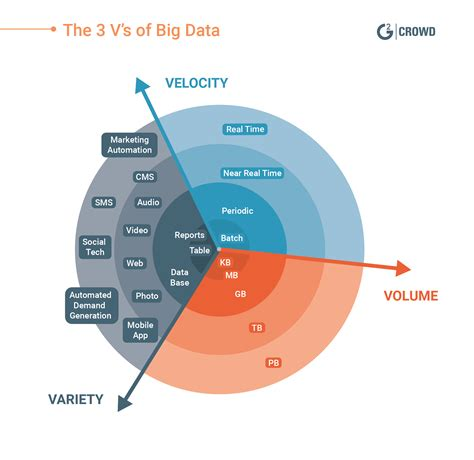 The 3 V's of Big Data
G2 | CROWD
VELOCITY
Real Time
Near Real Time
Periodic
Batch
Marketing
Automation
CMS
SMS
Audio
Video
Social
Tech
Web
Reports
Table
Data
Base
Photo
Automated
Demand
Generation
Mobile
App
KB
MB
GB
TB
PB
VOLUME
VARIETY